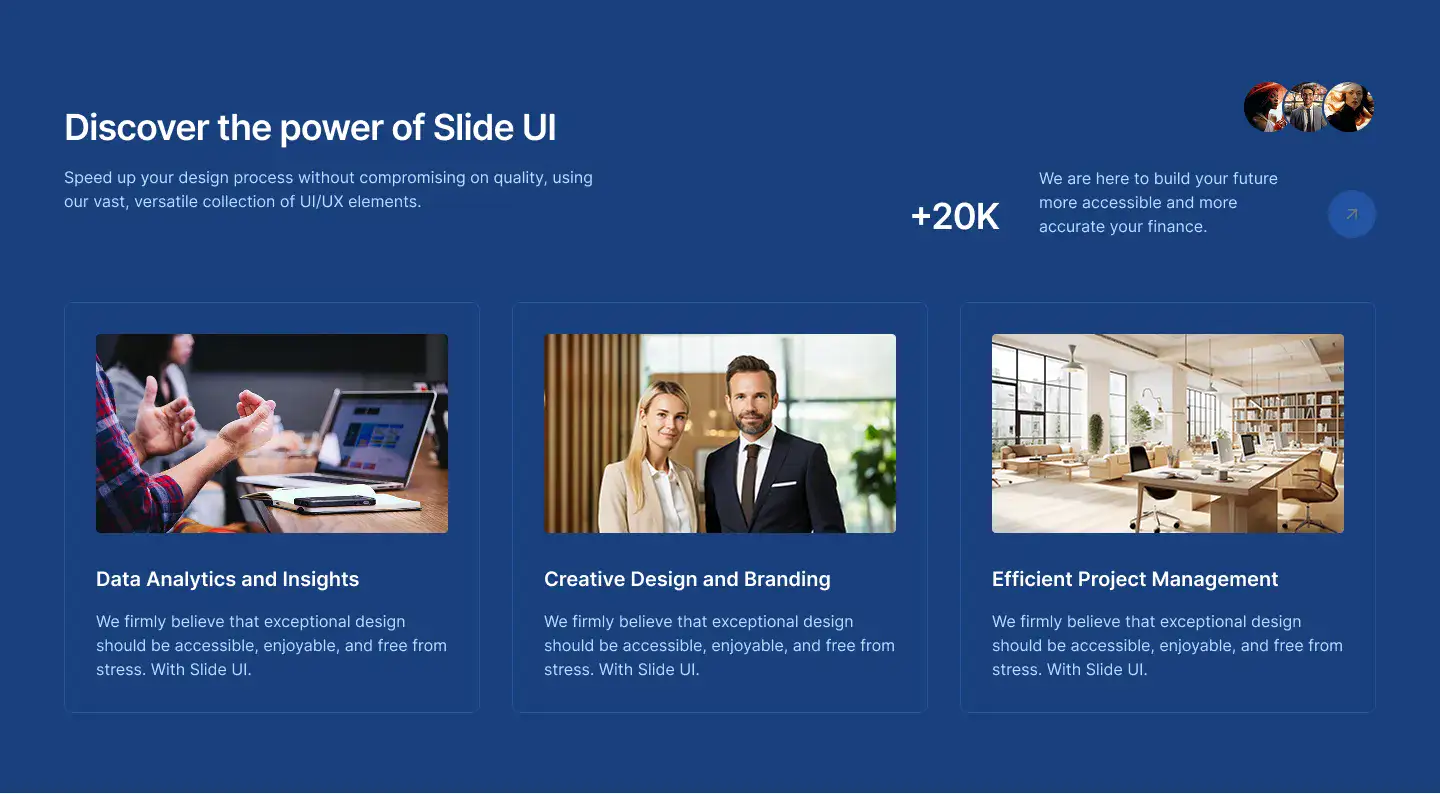 Discover the power of Slide UI
Speed up your design process without compromising on quality, using
our vast, versatile collection of UI/UX elements.
+20K
We are here to build your future
more accessible and more
accurate your finance.
Data Analytics and Insights
We firmly believe that exceptional design
should be accessible, enjoyable, and free from
stress. With Slide UI.
Creative Design and Branding
We firmly believe that exceptional design
should be accessible, enjoyable, and free from
stress. With Slide UI.
Efficient Project Management
We firmly believe that exceptional design
should be accessible, enjoyable, and free from
stress. With Slide UI.